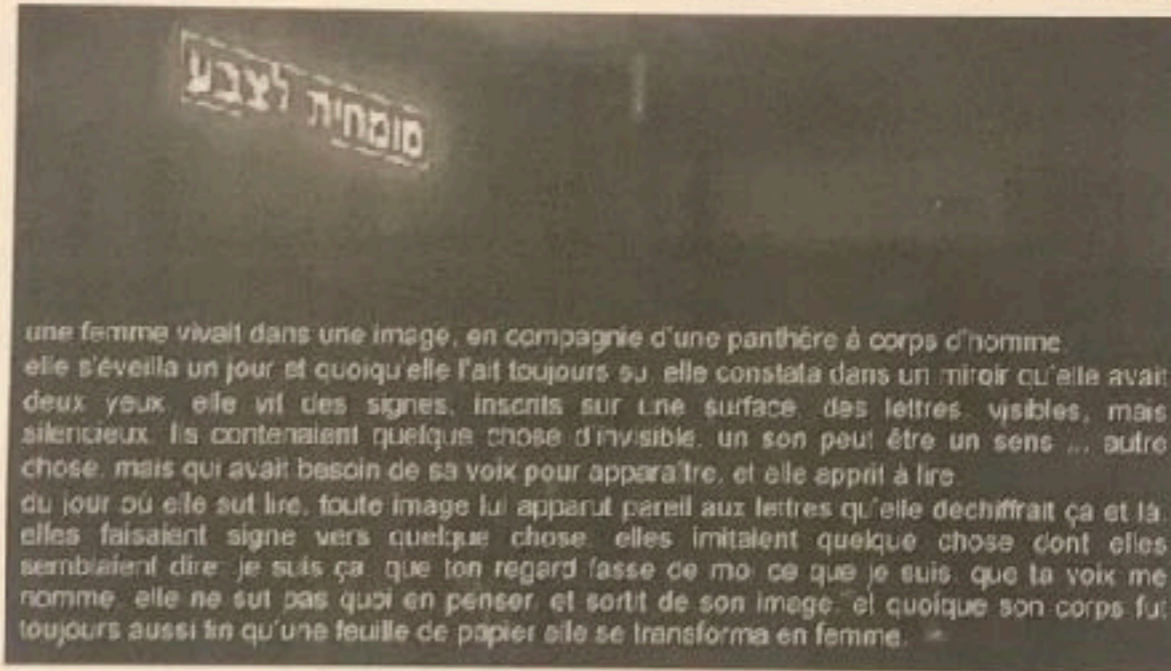 סומחית לצבע
une femme vivait dans une image, en compagnie d'une panthère à corps d'homme.
elle s'éveilla un jour et quoiqu'elle l'ait toujours su, elle constata dans un miroir qu'elle avait
deux yeux. elle vit des signes, inscrits sur une surface, des lettres, visibles, mais
silencieux. Ils contenaient quelque chose d'invisible, un son peut être un sens ... autre
chose, mais qui avait besoin de sa voix pour apparaître, et elle apprit à lire.
du jour où elle sut lire, toute image lui apparut pareil aux lettres qu'elle dechiffrait ça et là.
elles faisaient signe vers quelque chose, elles imitaient quelque chose dont elles
semblaient dire: je suis ça, que ton regard fasse de moi ce que je suis, que ta voix me
nomme. elle ne sut pas quoi en penser, et sortit de son image, et quoique son corps fut
toujours aussi fin qu'une feuille de papier elle se transforma en femme.